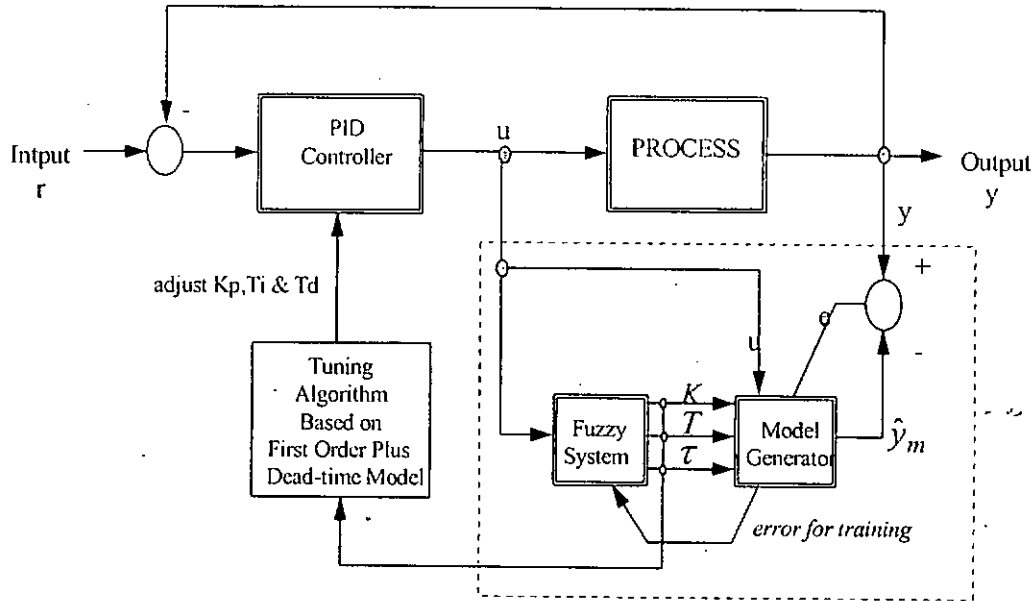 -
PID
Controller
u
PROCESS
Intput
r
Output
y
y
adjust Kp,Ti & Td
+
e
-
u
Tuning
Algorithm
Based on
First Order Plus
Dead-time Model
Fuzzy
System
K
T
τ
Model
Generator
ŷm
error for training